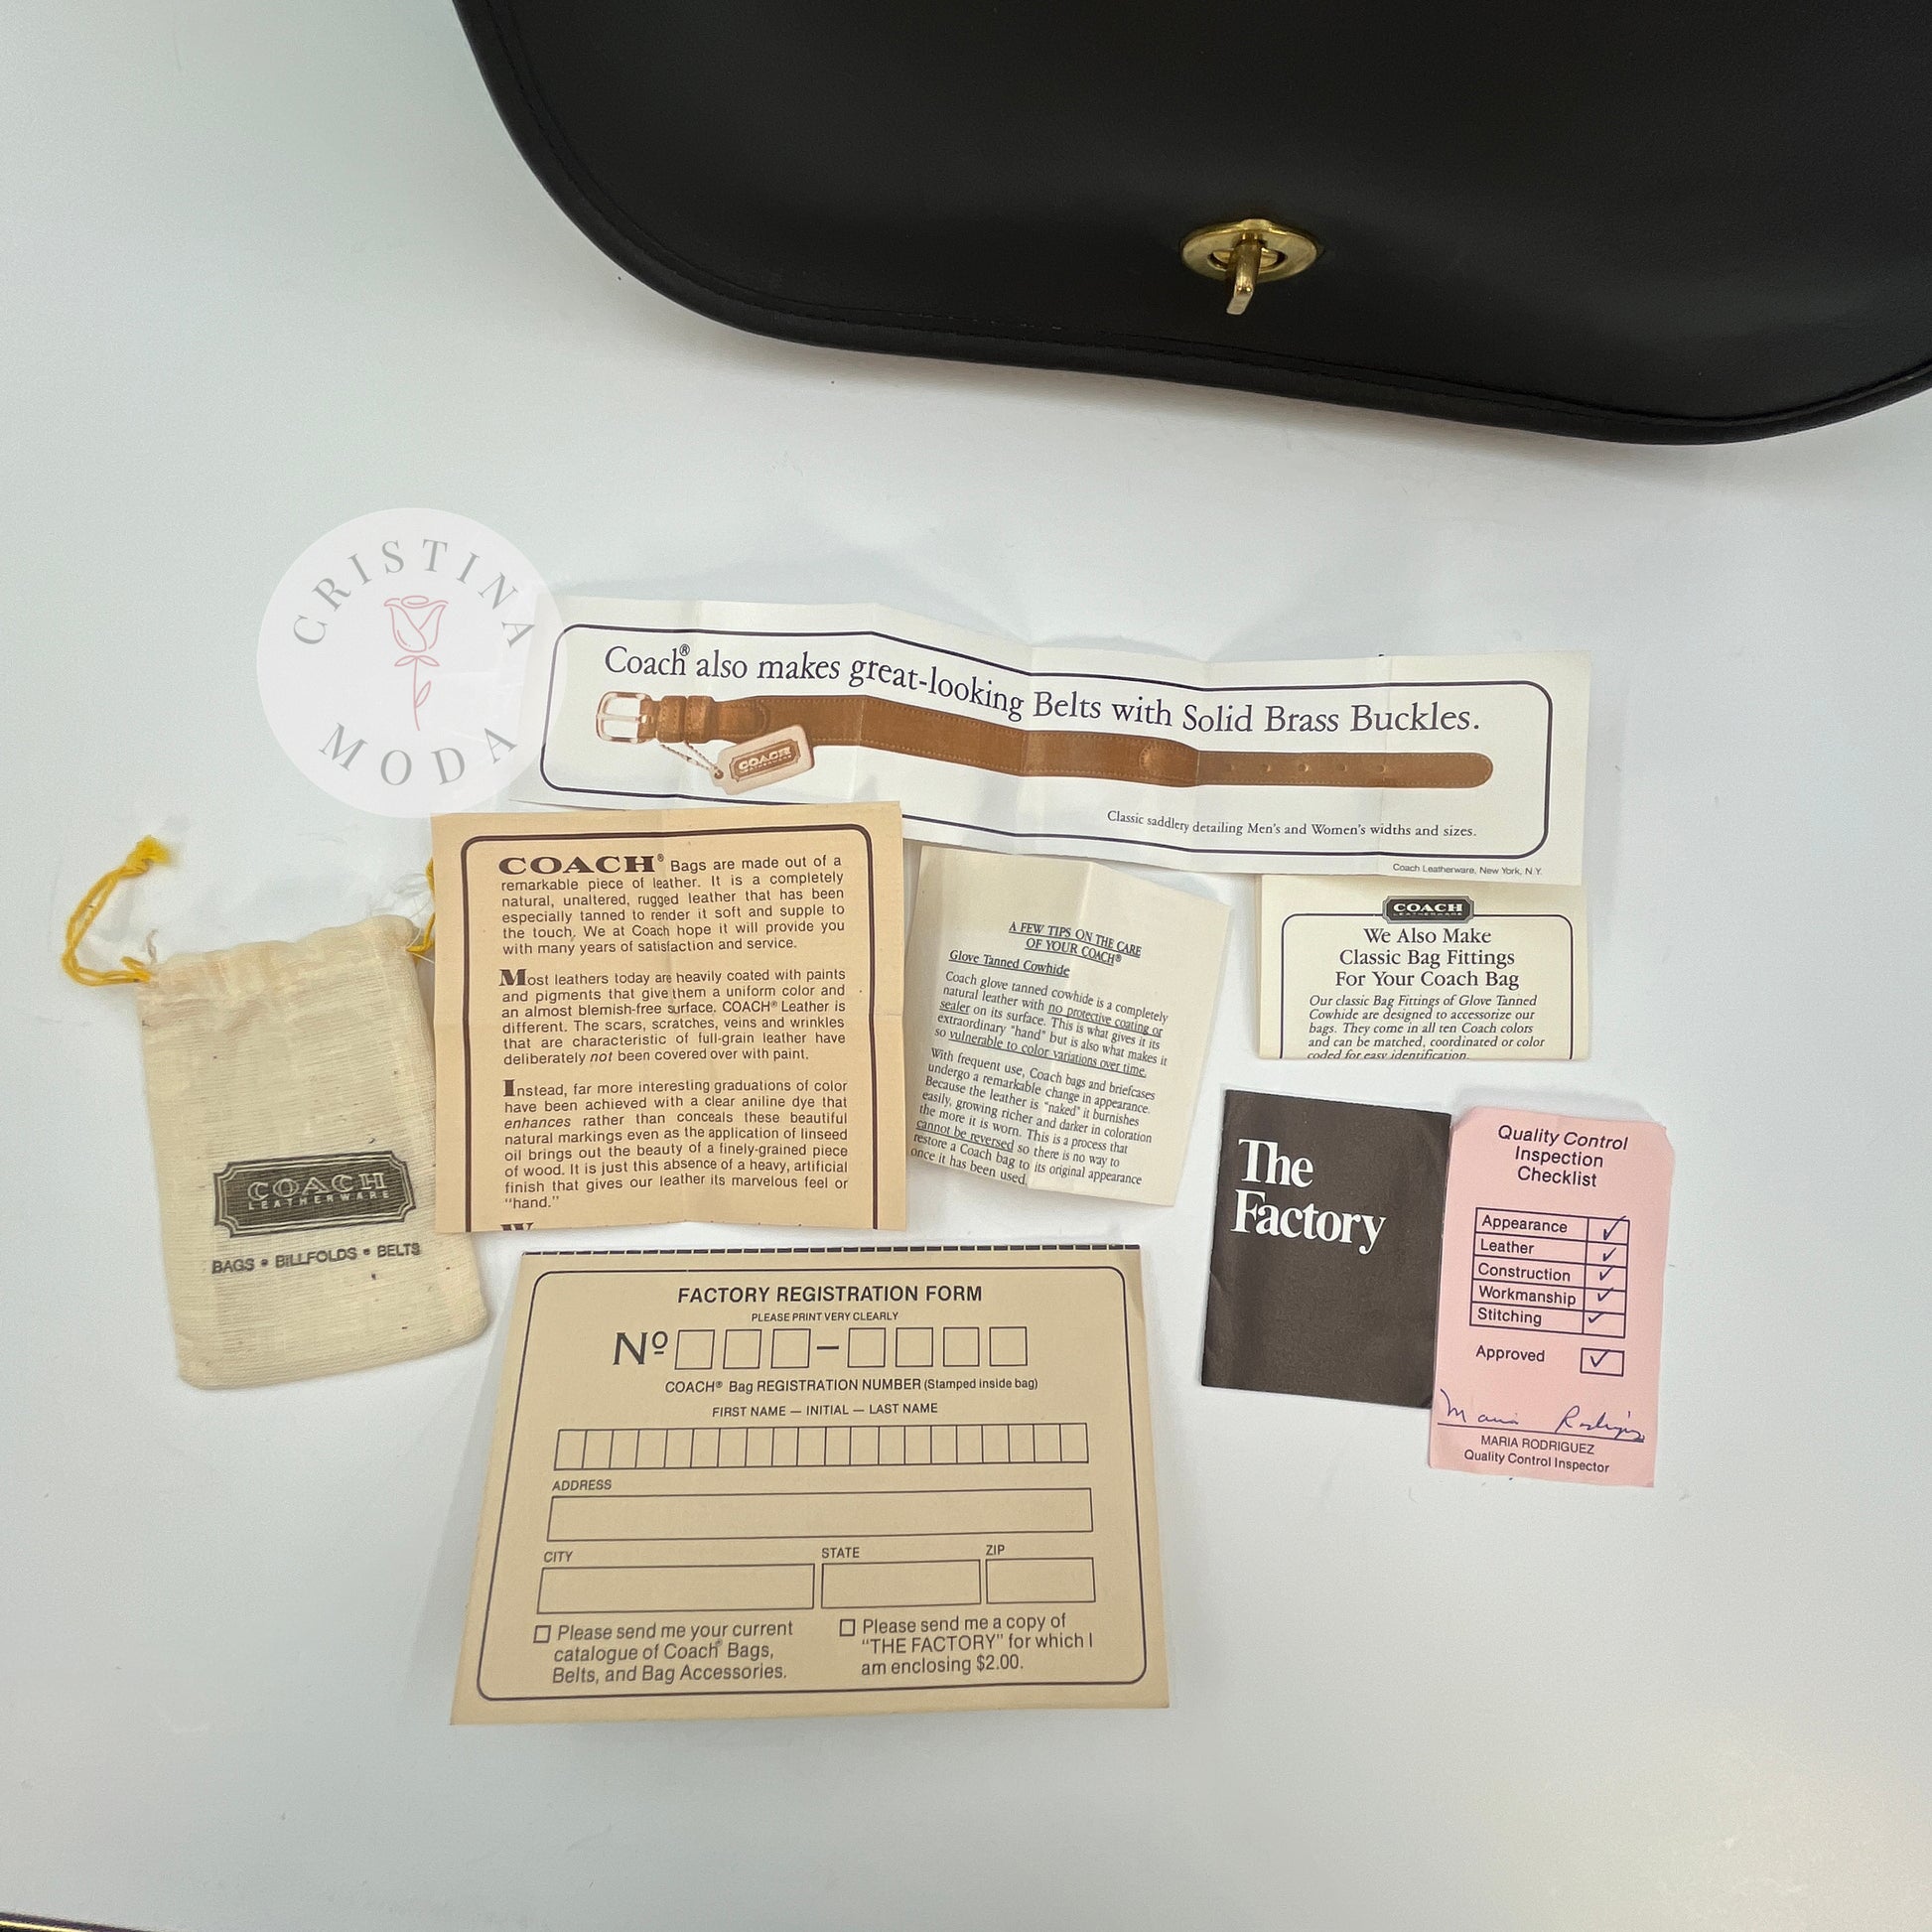 CRISTINA
MODA
Coach® also makes great-looking Belts with Solid Brass Buckles.
COACH
Classic saddlery detailing Men's and Women's widths and sizes.
Coach Leatherware, New York, N.Y.
COACH® Bags are made out of a
remarkable piece of leather. It is a completely
natural, unaltered, rugged leather that has been
especially tanned to render it soft and supple to
the touch. We at Coach hope it will provide you
with many years of satisfaction and service.
Most leathers today are heavily coated with paints
and pigments that give them a uniform color and
an almost blemish-free surface. COACH® Leather is
different. The scars, scratches, veins and wrinkles
that are characteristic of full-grain leather have
deliberately not been covered over with paint.
Instead, far more interesting graduations of color
have been achieved with a clear aniline dye that
enhances rather than conceals these beautiful
natural markings even as the application of linseed
oil brings out the beauty of a finely-grained piece
of wood. It is just this absence of a heavy, artificial
finish that gives our leather its marvelous feel or
“hand.”
A FEW TIPS ON THE CARE
OF YOUR COACH®
Glove Tanned Cowhide
Coach glove tanned cowhide is a completely
natural leather with no protective coating or
sealer on its surface. This is what gives it its
extraordinary "hand" but is also what makes it
so vulnerable to color variations over time.
With frequent use, Coach bags and briefcases
undergo a remarkable change in appearance.
Because the leather is "naked" it burnishes
easily, growing richer and darker in coloration
the more it is worn. This is a process that
cannot be reversed so there is no way to
restore a Coach bag to its original appearance
once it has been used.
COACH
LEATHERWARE
We Also Make
Classic Bag Fittings
For Your Coach Bag
Our classic Bag Fittings of Glove Tanned
Cowhide are designed to accessorize our
bags. They come in all ten Coach colors
and can be matched, coordinated or color
coded for easy identification.
COACH
LEATHERWARE
BAGS • BILLFOLDS • BELTS
The
Factory
Quality Control
Inspection
Checklist
Appearance ✓
Leather ✓
Construction ✓
Workmanship ✓
Stitching ✓
Approved ✓
Maria Rodriguez
MARIA RODRIGUEZ
Quality Control Inspector
FACTORY REGISTRATION FORM
PLEASE PRINT VERY CLEARLY
Nº –
COACH® Bag REGISTRATION NUMBER (Stamped inside bag)
FIRST NAME — INITIAL — LAST NAME
ADDRESS
CITY STATE ZIP
Please send me your current
catalogue of Coach® Bags,
Belts, and Bag Accessories.
Please send me a copy of
“THE FACTORY” for which I
am enclosing $2.00.